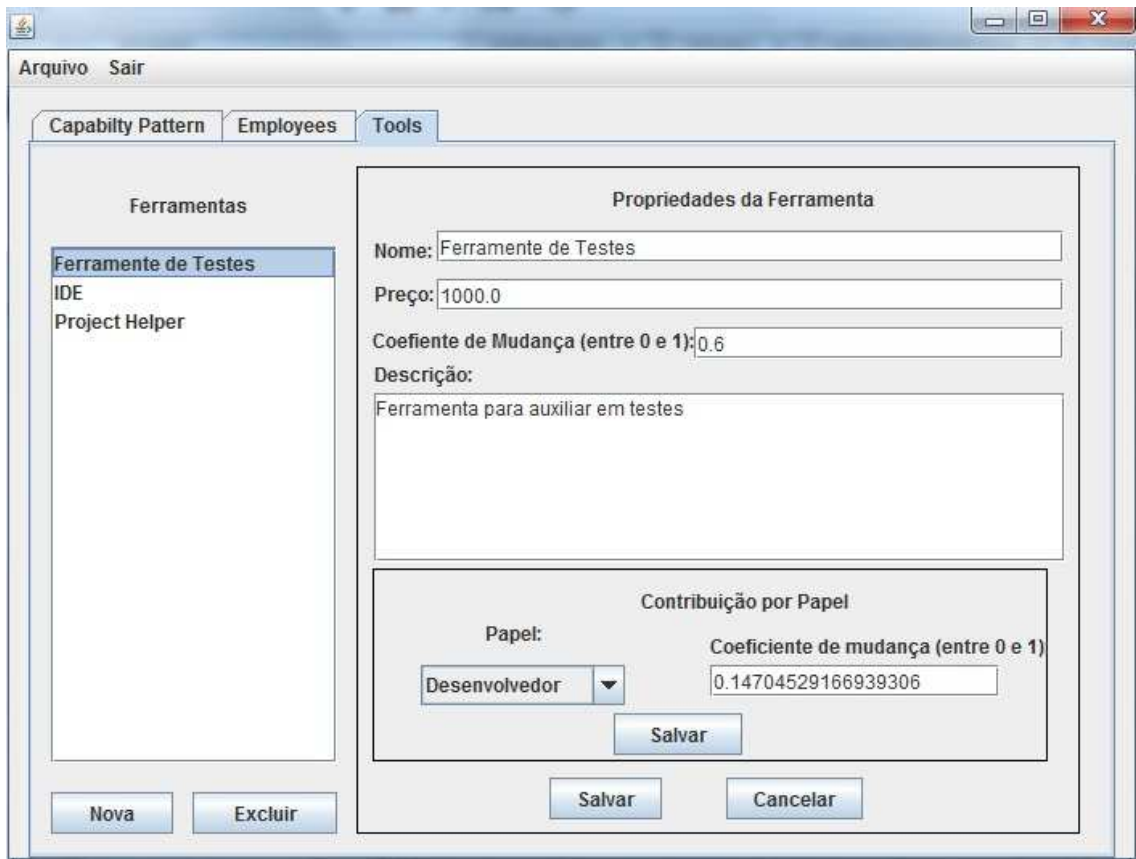 Arquivo Sair
Capabilty Pattern Employees Tools
Ferramentas
Ferramente de Testes
IDE
Project Helper
Nova Excluir
Propriedades da Ferramenta
Nome: Ferramente de Testes
Preço: 1000.0
Coefiente de Mudança (entre 0 e 1): 0.6
Descrição:
Ferramenta para auxiliar em testes
Contribuição por Papel
Papel:
Desenvolvedor
Coeficiente de mudança (entre 0 e 1)
0.14704529166939306
Salvar
Salvar Cancelar